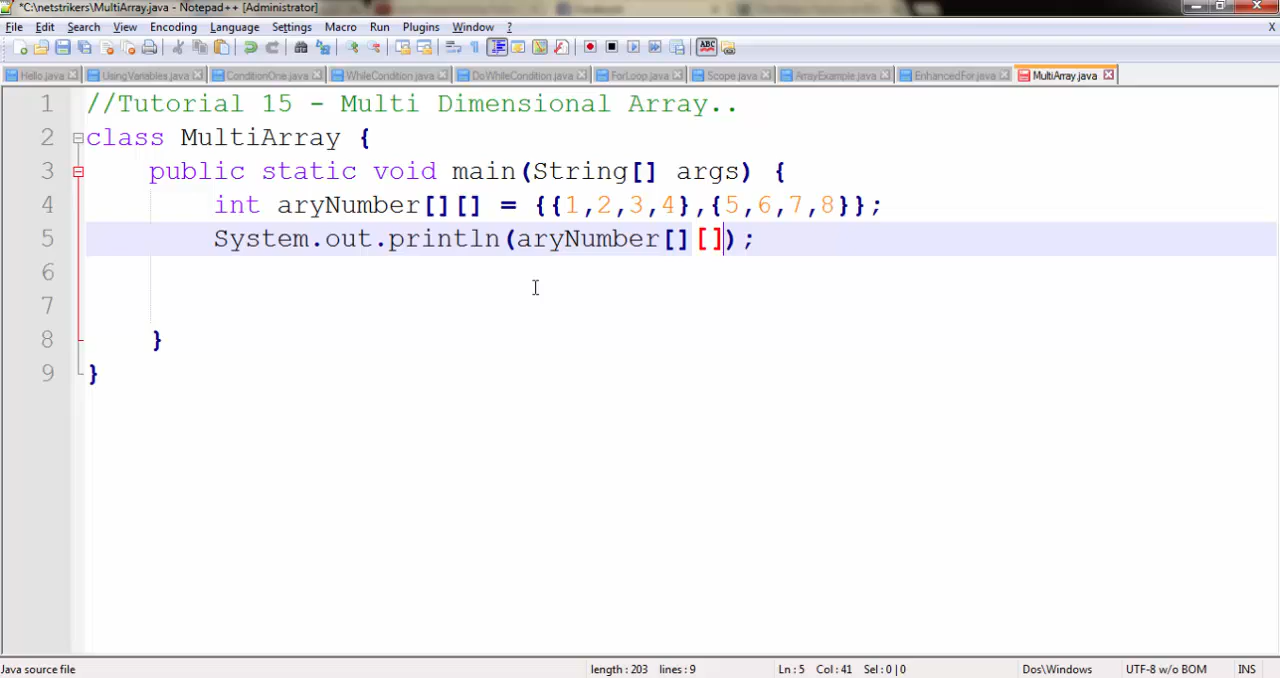 *C:\netstrikers\MultiArray.java - Notepad++ [Administrator]
File Edit Search View Encoding Language Settings Macro Run Plugins Window ? X
Hello.java UsingVariables.java ConditionOne.java WhileCondition.java DoWhileCondition.java ForLoop.java Scope.java ArrayExample.java EnhancedFor.java MultiArray.java
1 //Tutorial 15 - Multi Dimensional Array..
2 class MultiArray {
3 public static void main(String[] args) {
4 int aryNumber[][] = {{1,2,3,4},{5,6,7,8}};
5 System.out.println(aryNumber[][]);
6
7
8 }
9 }
Java source file length : 203 lines : 9 Ln : 5 Col : 41 Sel : 0 | 0 Dos\Windows UTF-8 w/o BOM INS